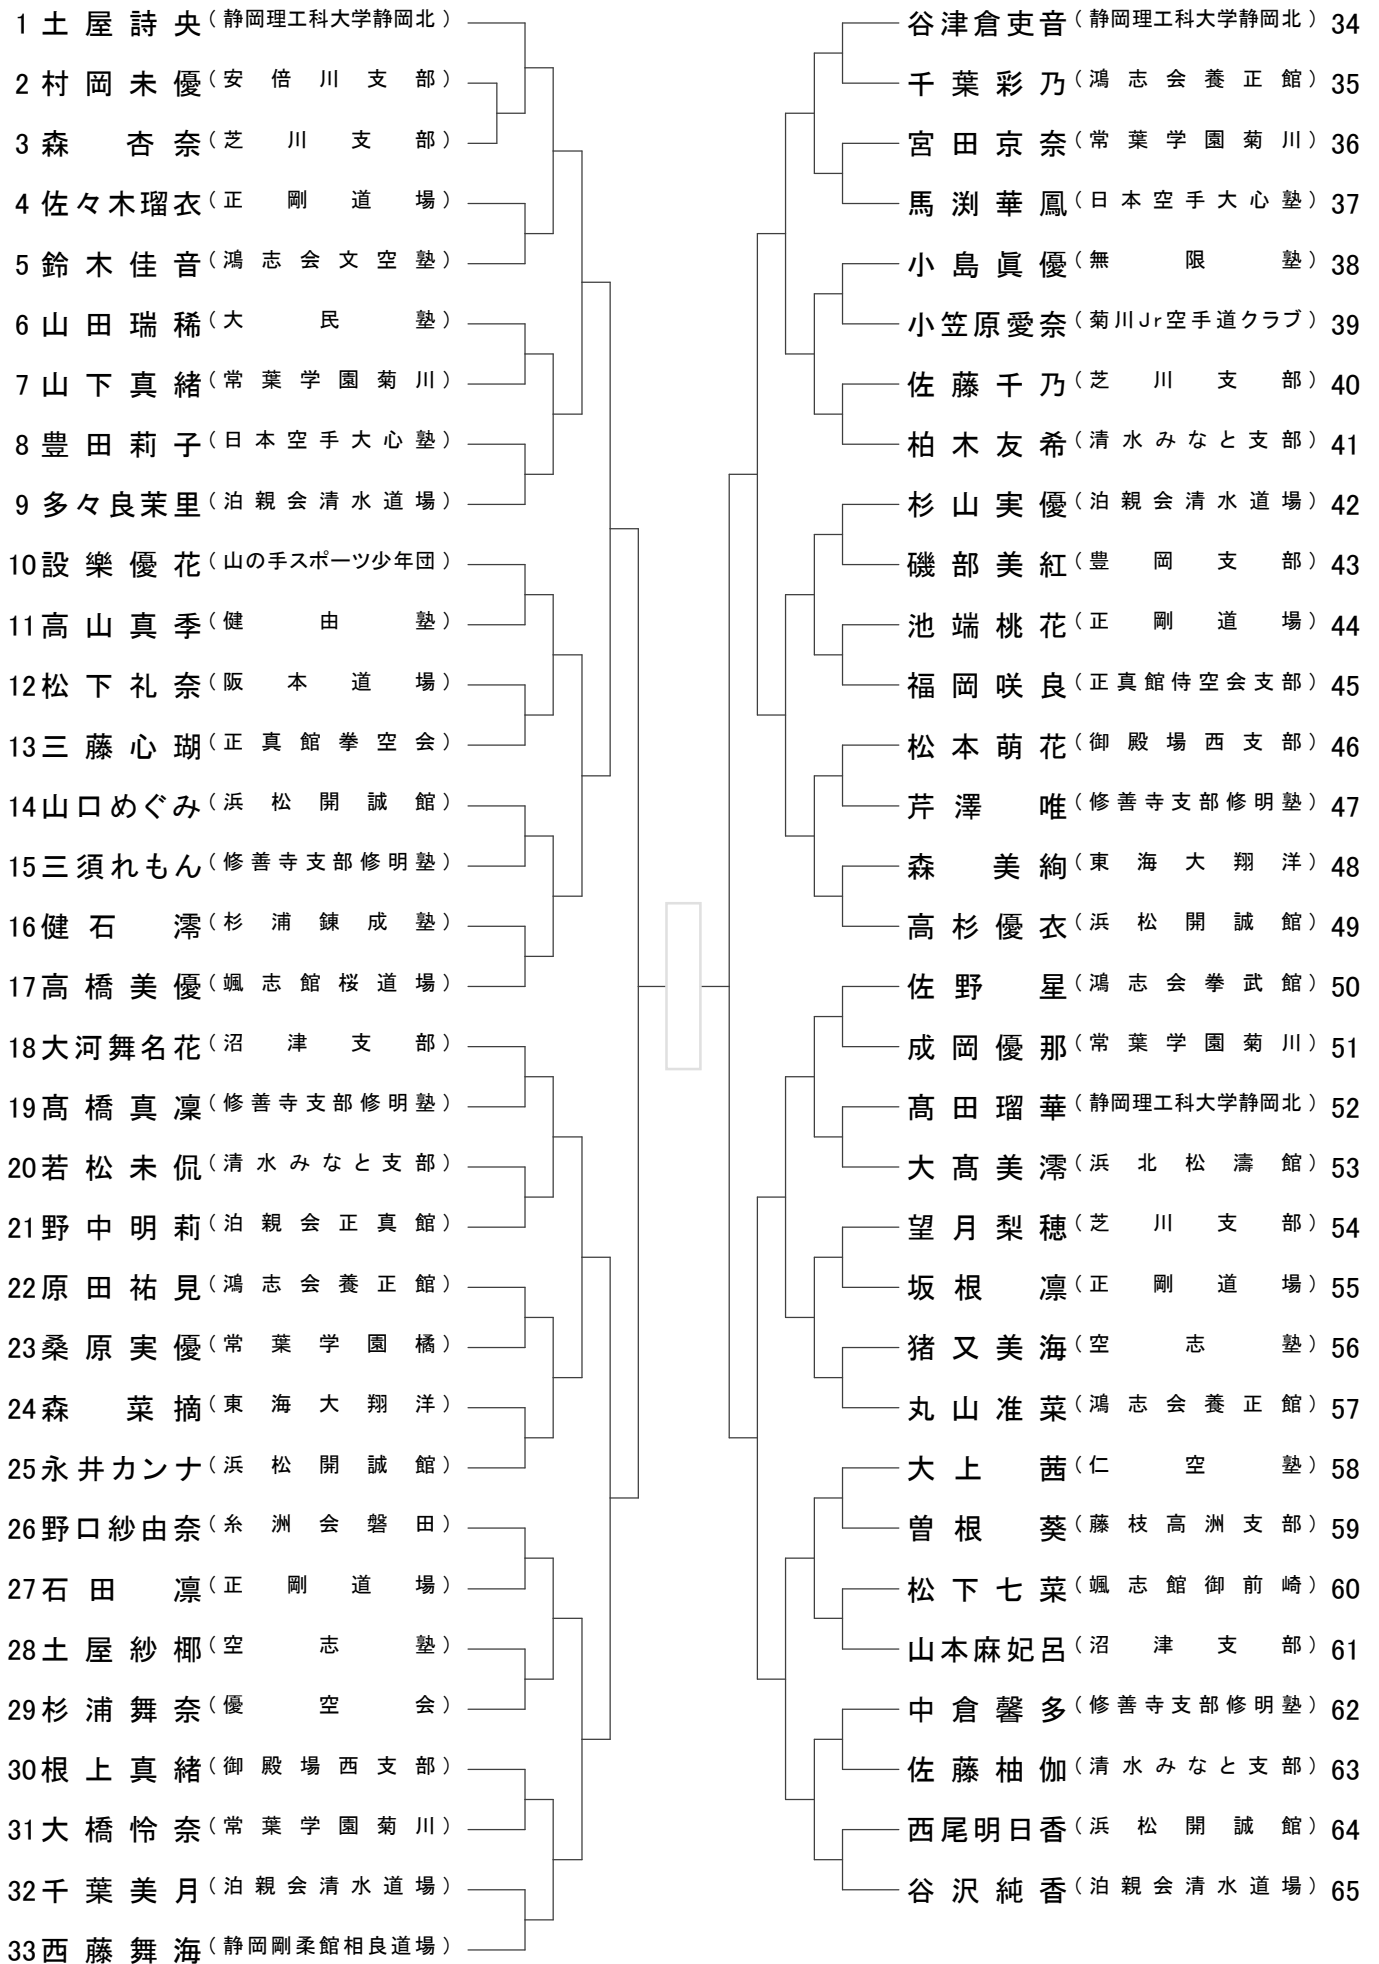 1 土屋詩央（静岡理工科大学静岡北）
2 村岡未優（安倍川支部）
3 森杏奈（芝川支部）
4 佐々木瑠衣（正剛道場）
5 鈴木佳音（鴻志会文空塾）
6 山田瑞稀（大民塾）
7 山下真緒（常葉学園菊川）
8 豊田莉子（日本空手大心塾）
9 多々良茉里（泊親会清水道場）
10 設樂優花（山の手スポーツ少年団）
11 高山真季（健由塾）
12 松下礼奈（阪本道場）
13 三藤心瑚（正真館拳空会）
14 山口めぐみ（浜松開誠館）
15 三須れもん（修善寺支部修明塾）
16 健石澪（杉浦錬成塾）
17 高橋美優（颯志館桜道場）
18 大河舞名花（沼津支部）
19 髙橋真凜（修善寺支部修明塾）
20 若松未侃（清水みなと支部）
21 野中明莉（泊親会正真館）
22 原田祐見（鴻志会養正館）
23 桑原実優（常葉学園橘）
24 森菜摘（東海大翔洋）
25 永井カンナ（浜松開誠館）
26 野口紗由奈（糸洲会磐田）
27 石田凛（正剛道場）
28 土屋紗椰（空志塾）
29 杉浦舞奈（優空会）
30 根上真緒（御殿場西支部）
31 大橋怜奈（常葉学園菊川）
32 千葉美月（泊親会清水道場）
33 西藤舞海（静岡剛柔館相良道場）
谷津倉吏音（静岡理工科大学静岡北）34
千葉彩乃（鴻志会養正館）35
宮田京奈（常葉学園菊川）36
馬渕華鳳（日本空手大心塾）37
小島眞優（無限塾）38
小笠原愛奈（菊川Jr空手道クラブ）39
佐藤千乃（芝川支部）40
柏木友希（清水みなと支部）41
杉山実優（泊親会清水道場）42
磯部美紅（豊岡支部）43
池端桃花（正剛道場）44
福岡咲良（正真館侍空会支部）45
松本萌花（御殿場西支部）46
芹澤唯（修善寺支部修明塾）47
森美絢（東海大翔洋）48
高杉優衣（浜松開誠館）49
佐野星（鴻志会拳武館）50
成岡優那（常葉学園菊川）51
髙田瑠華（静岡理工科大学静岡北）52
大髙美澪（浜北松濤館）53
望月梨穂（芝川支部）54
坂根凛（正剛道場）55
猪又美海（空志塾）56
丸山准菜（鴻志会養正館）57
大上茜（仁空塾）58
曽根葵（藤枝高洲支部）59
松下七菜（颯志館御前崎）60
山本麻妃呂（沼津支部）61
中倉馨多（修善寺支部修明塾）62
佐藤柚伽（清水みなと支部）63
西尾明日香（浜松開誠館）64
谷沢純香（泊親会清水道場）65